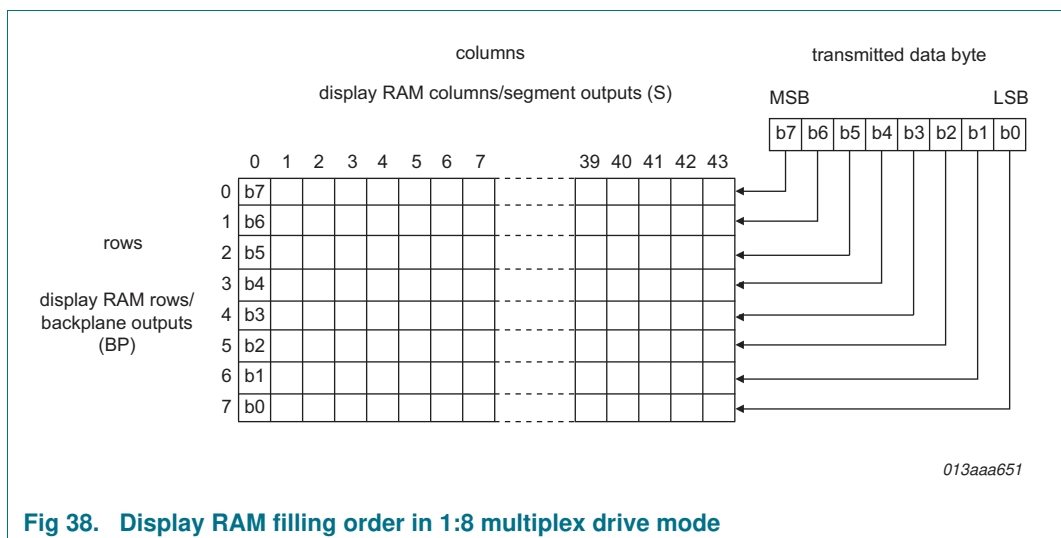 columns
transmitted data byte
display RAM columns/segment outputs (S)
MSB LSB
b7 b6 b5 b4 b3 b2 b1 b0
0 1 2 3 4 5 6 7 39 40 41 42 43
0 b7
1 b6
rows
2 b5
3 b4
display RAM rows/
backplane outputs
(BP)
4 b3
5 b2
6 b1
7 b0
013aaa651
Fig 38. Display RAM filling order in 1:8 multiplex drive mode